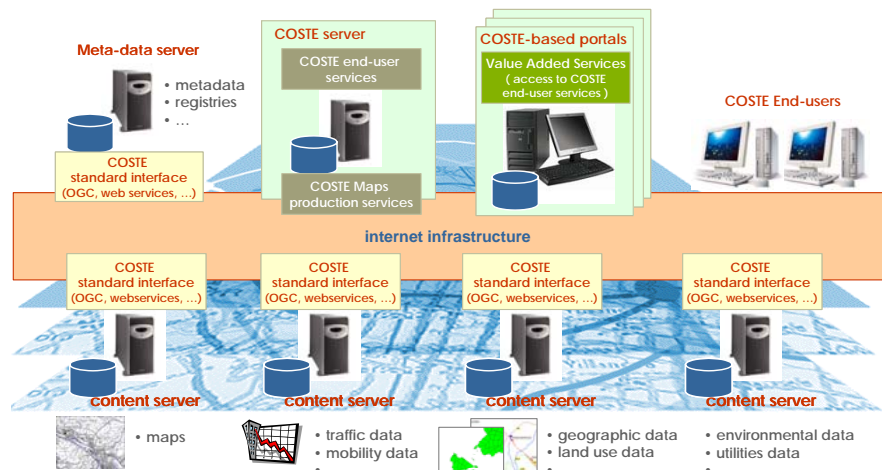 Meta-data server
• metadata
• registries
• ...
COSTE
standard interface
(OGC, web services, ...)
COSTE server
COSTE end-user
services
COSTE Maps
production services
COSTE-based portals
Value Added Services
( access to COSTE
end-user services )
COSTE End-users
internet infrastructure
COSTE
standard interface
(OGC, webservices, ...)
COSTE
standard interface
(OGC, webservices, ...)
COSTE
standard interface
(OGC, webservices, ...)
COSTE
standard interface
(OGC, webservices, ...)
content server
content server
content server
content server
• maps
• traffic data
• mobility data
• geographic data
• land use data
• environmental data
• utilities data